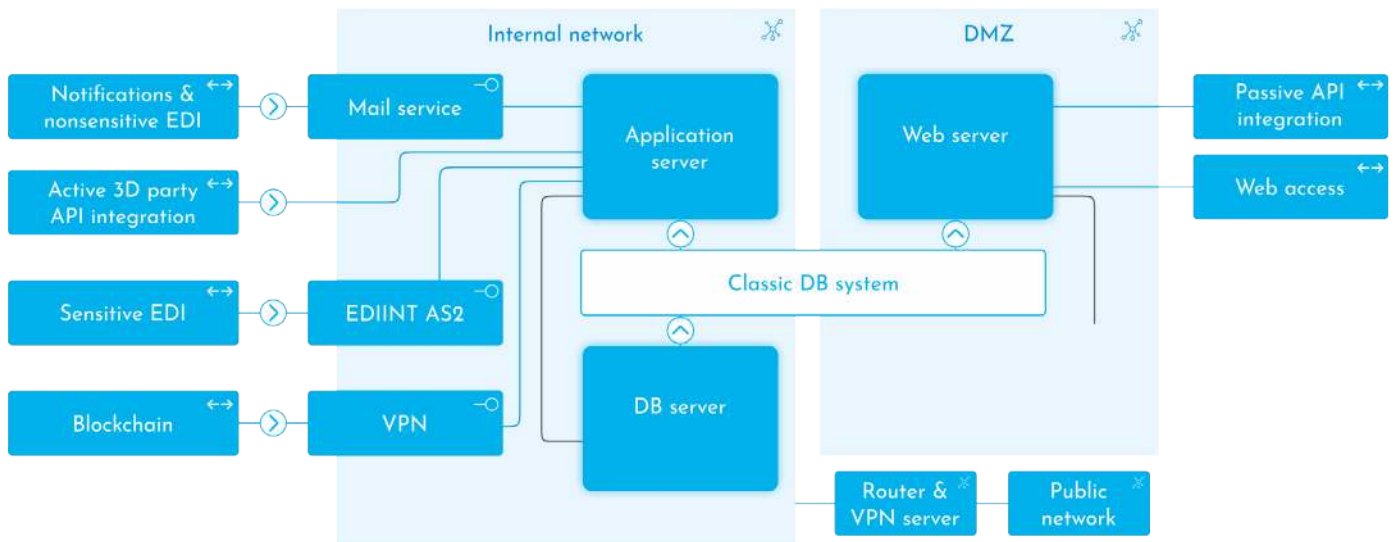 Internal network
DMZ
Notifications &
nonsensitive EDI
Mail service
Application
server
Web server
Passive API
integration
Active 3D party
API integration
Web access
Classic DB system
Sensitive EDI
EDIINT AS2
DB server
Blockchain
VPN
Router &
VPN server
Public
network